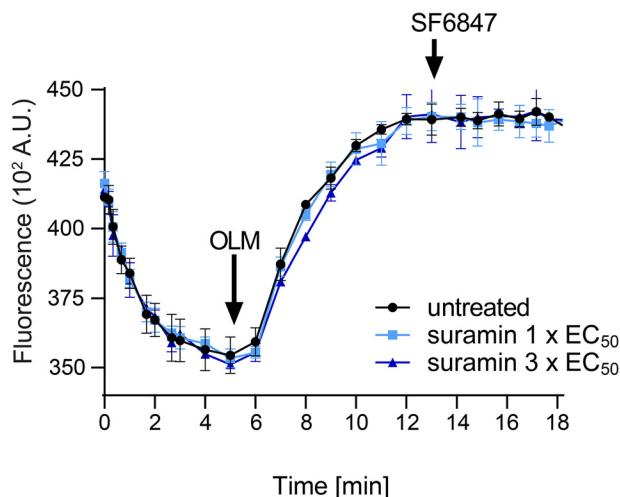 SF6847
450
425
400
375
350
Fluorescence (10² A.U.)
OLM
untreated
suramin 1 x EC₅₀
suramin 3 x EC₅₀
0 2 4 6 8 10 12 14 16 18
Time [min]